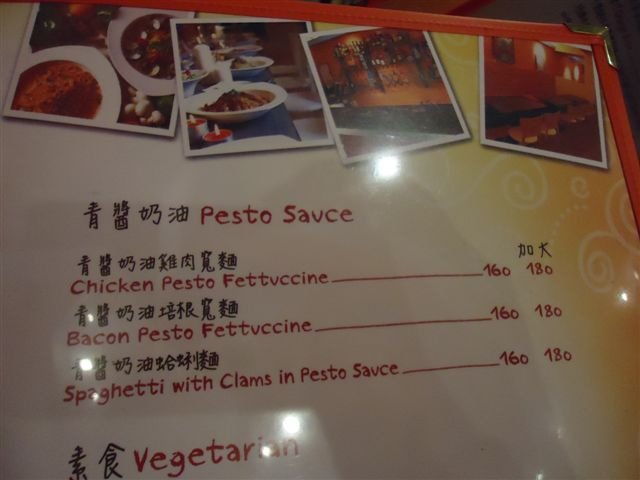 青醬奶油 Pesto Sauce
加大
青醬奶油雞肉寬麵
Chicken Pesto Fettuccine 160 180
青醬奶油培根寬麵
Bacon Pesto Fettuccine 160 180
青醬奶油蛤蜊麵
Spaghetti with Clams in Pesto Sauce 160 180
素食 Vegetarian